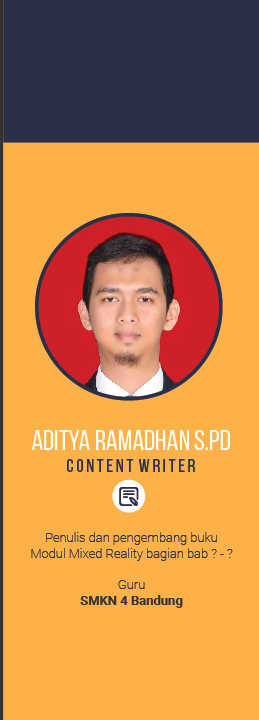 ADITYA RAMADHAN S.PD
CONTENT WRITER
Penulis dan pengembang buku
Modul Mixed Reality bagian bab ? - ?
Guru
SMKN 4 Bandung